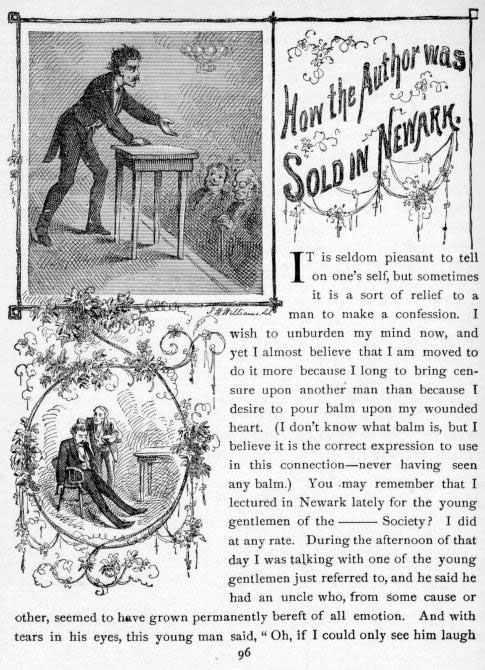 How the Author was
Sold in Newark.
T. W. Williams. Del.
It is seldom pleasant to tell
on one's self, but sometimes
it is a sort of relief to a
man to make a confession. I
wish to unburden my mind now, and
yet I almost believe that I am moved to
do it more because I long to bring cen-
sure upon another man than because I
desire to pour balm upon my wounded
heart. (I don't know what balm is, but I
believe it is the correct expression to use
in this connection—never having seen
any balm.) You may remember that I
lectured in Newark lately for the young
gentlemen of the ——— Society? I did
at any rate. During the afternoon of that
day I was talking with one of the young
gentlemen just referred to, and he said he
had an uncle who, from some cause or
other, seemed to have grown permanently bereft of all emotion. And with
tears in his eyes, this young man said, “ Oh, if I could only see him laugh
96